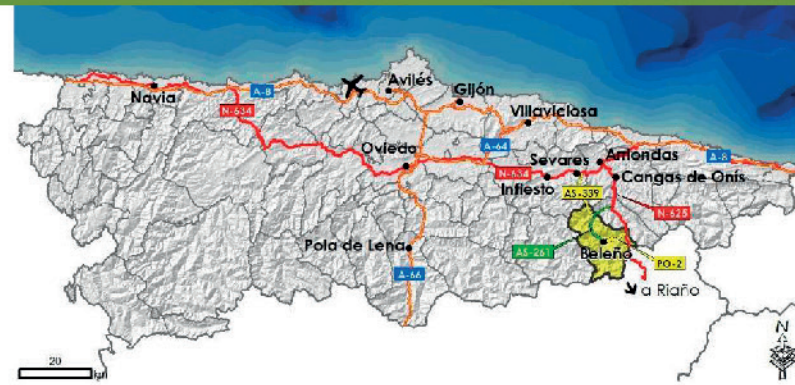 Avilés
Gijón
Navia
A-8
N-634
Villaviciosa
A-64
Oviedo
Sevares
Arriondas
A-8
N-634
Infiesto
Cangas de Onís
AS-339
N-625
Pola de Lena
AS-261
Beleño
PO-2
A-66
a Riaño
N
20
km